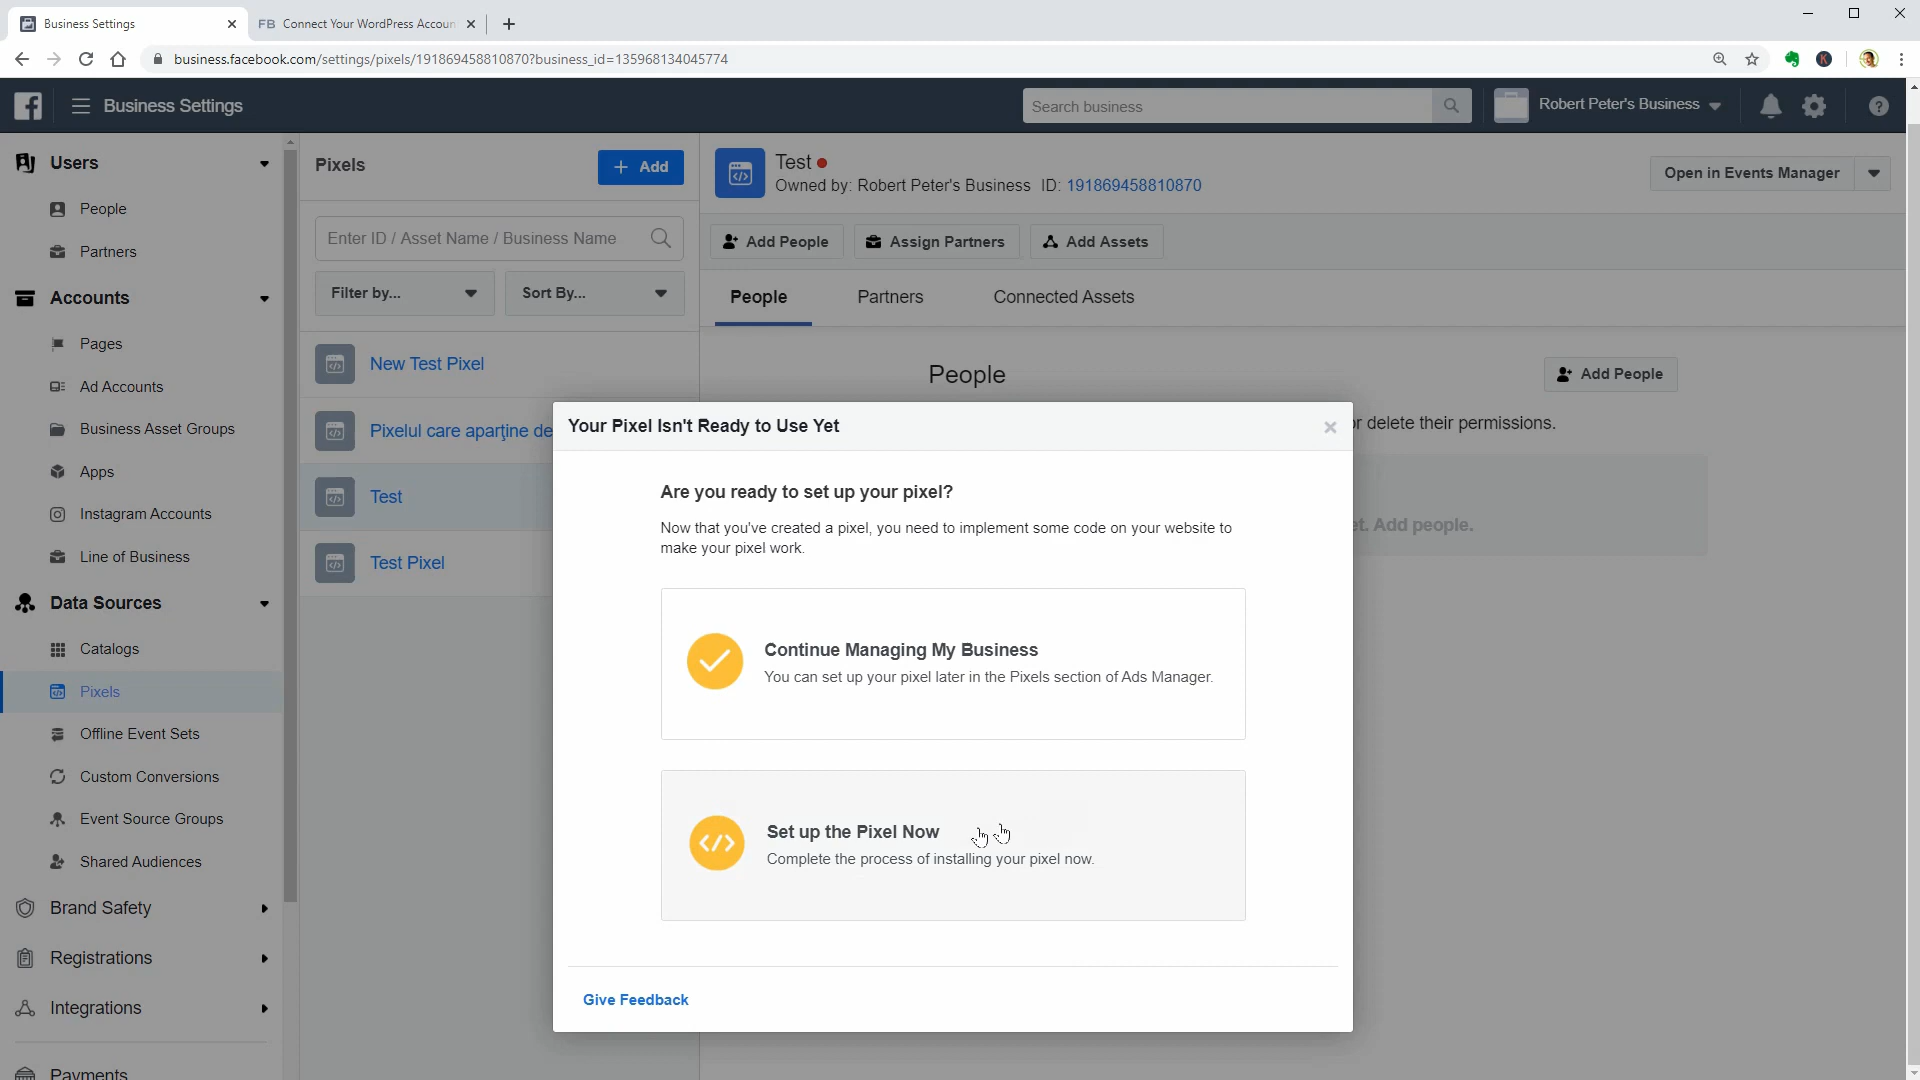 Business Settings
FB Connect Your WordPress Accoun
business.facebook.com/settings/pixels/191869458810870?business_id=135968134045774
Business Settings
Search business
Robert Peter's Business
Users
People
Partners
Accounts
Pages
Ad Accounts
Business Asset Groups
Apps
Instagram Accounts
Line of Business
Data Sources
Catalogs
Pixels
Offline Event Sets
Custom Conversions
Event Source Groups
Shared Audiences
Brand Safety
Registrations
Integrations
Payments
Pixels
+ Add
Enter ID / Asset Name / Business Name
Filter by...
Sort By...
New Test Pixel
Pixelul care aparţine de
Test
Test Pixel
Test
Owned by: Robert Peter's Business ID: 191869458810870
Open in Events Manager
Add People
Assign Partners
Add Assets
People
Partners
Connected Assets
People
Add People
or delete their permissions.
et. Add people.
Your Pixel Isn't Ready to Use Yet
Are you ready to set up your pixel?
Now that you've created a pixel, you need to implement some code on your website to
make your pixel work.
Continue Managing My Business
You can set up your pixel later in the Pixels section of Ads Manager.
Set up the Pixel Now
Complete the process of installing your pixel now.
Give Feedback